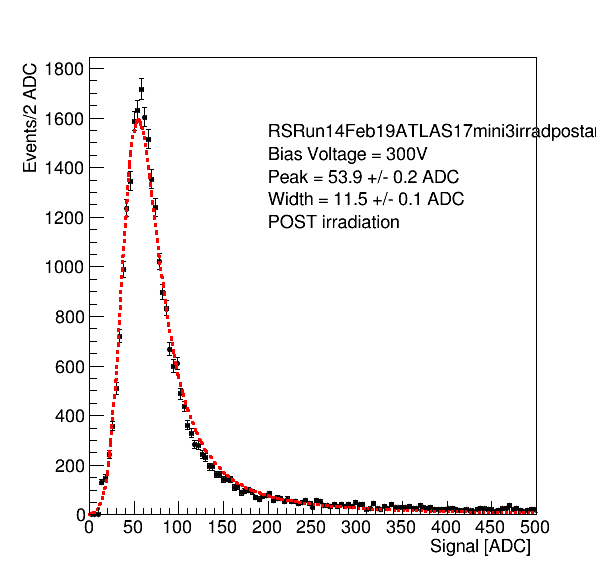 Events/2 ADC
1800
1600
1400
1200
1000
800
600
400
200
0
RSRun14Feb19ATLAS17mini3irradpostar
Bias Voltage = 300V
Peak = 53.9 +/- 0.2 ADC
Width = 11.5 +/- 0.1 ADC
POST irradiation
0 50 100 150 200 250 300 350 400 450 500
Signal [ADC]